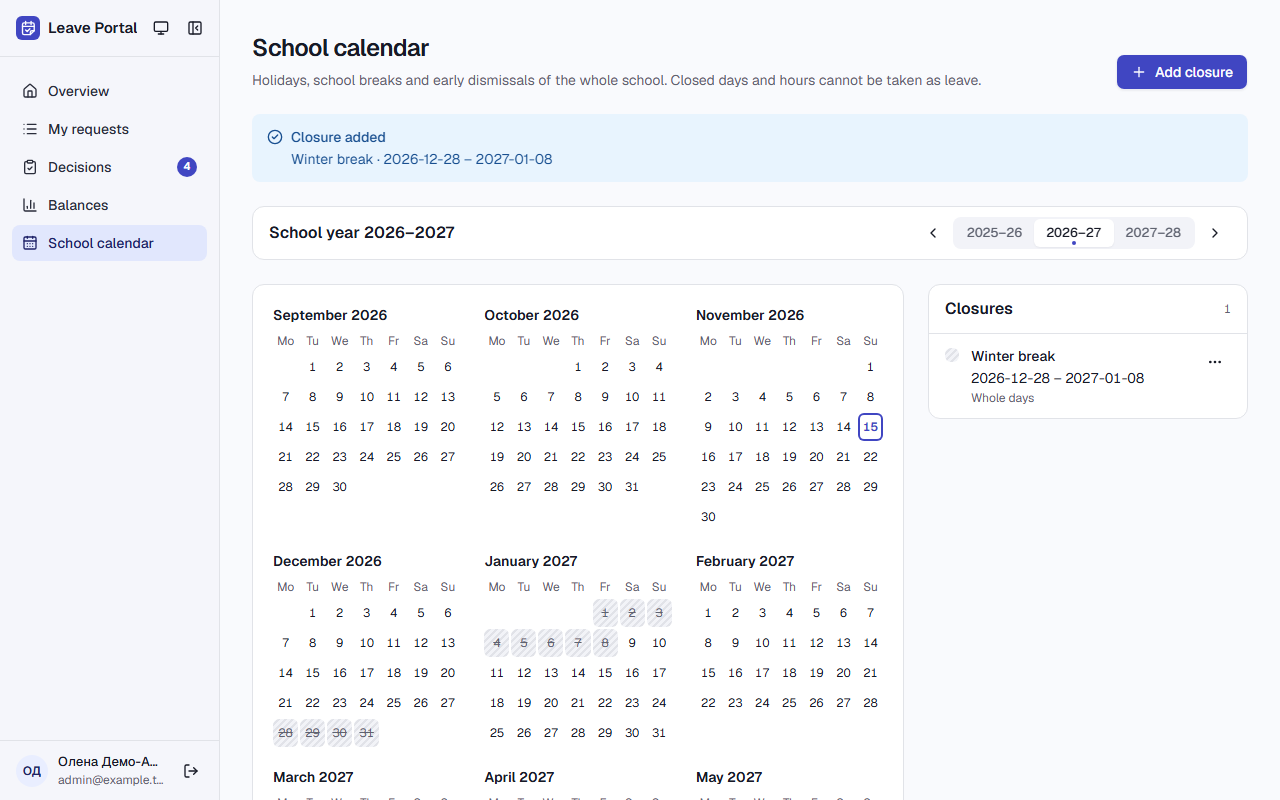 Leave Portal
Overview
My requests
Decisions 4
Balances
School calendar
ОД
Олена Демо-А...
admin@example.t...
School calendar
Holidays, school breaks and early dismissals of the whole school. Closed days and hours cannot be taken as leave.
Add closure
Closure added
Winter break · 2026-12-28 – 2027-01-08
School year 2026–2027
2025–26 2026–27 2027–28
September 2026
Mo Tu We Th Fr Sa Su
1 2 3 4 5 6
7 8 9 10 11 12 13
14 15 16 17 18 19 20
21 22 23 24 25 26 27
28 29 30
October 2026
Mo Tu We Th Fr Sa Su
1 2 3 4
5 6 7 8 9 10 11
12 13 14 15 16 17 18
19 20 21 22 23 24 25
26 27 28 29 30 31
November 2026
Mo Tu We Th Fr Sa Su
1
2 3 4 5 6 7 8
9 10 11 12 13 14 15
16 17 18 19 20 21 22
23 24 25 26 27 28 29
30
December 2026
Mo Tu We Th Fr Sa Su
1 2 3 4 5 6
7 8 9 10 11 12 13
14 15 16 17 18 19 20
21 22 23 24 25 26 27
28 29 30 31
January 2027
Mo Tu We Th Fr Sa Su
1 2 3
4 5 6 7 8 9 10
11 12 13 14 15 16 17
18 19 20 21 22 23 24
25 26 27 28 29 30 31
February 2027
Mo Tu We Th Fr Sa Su
1 2 3 4 5 6 7
8 9 10 11 12 13 14
15 16 17 18 19 20 21
22 23 24 25 26 27 28
March 2027
April 2027
May 2027
Closures 1
Winter break
2026-12-28 – 2027-01-08
Whole days